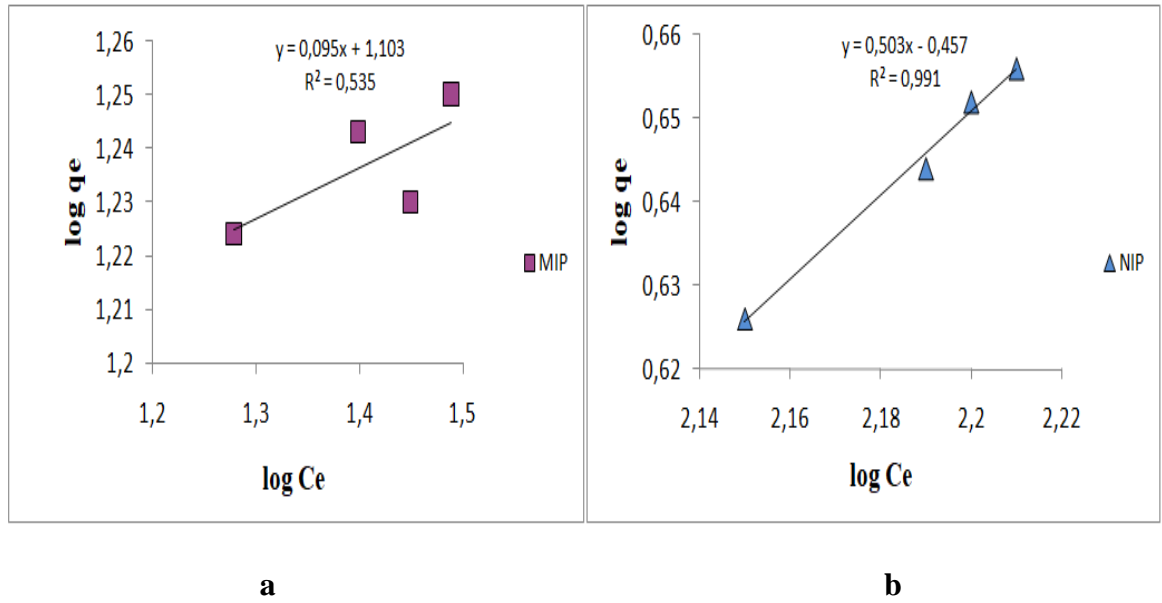 1,26
1,25
1,24
1,23
1,22
1,21
1,2
log qe
y = 0,095x + 1,103
R² = 0,535
MIP
1,2 1,3 1,4 1,5
log Ce
a
0,66
0,65
0,64
0,63
0,62
log qe
y = 0,503x - 0,457
R² = 0,991
NIP
2,14 2,16 2,18 2,2 2,22
log Ce
b